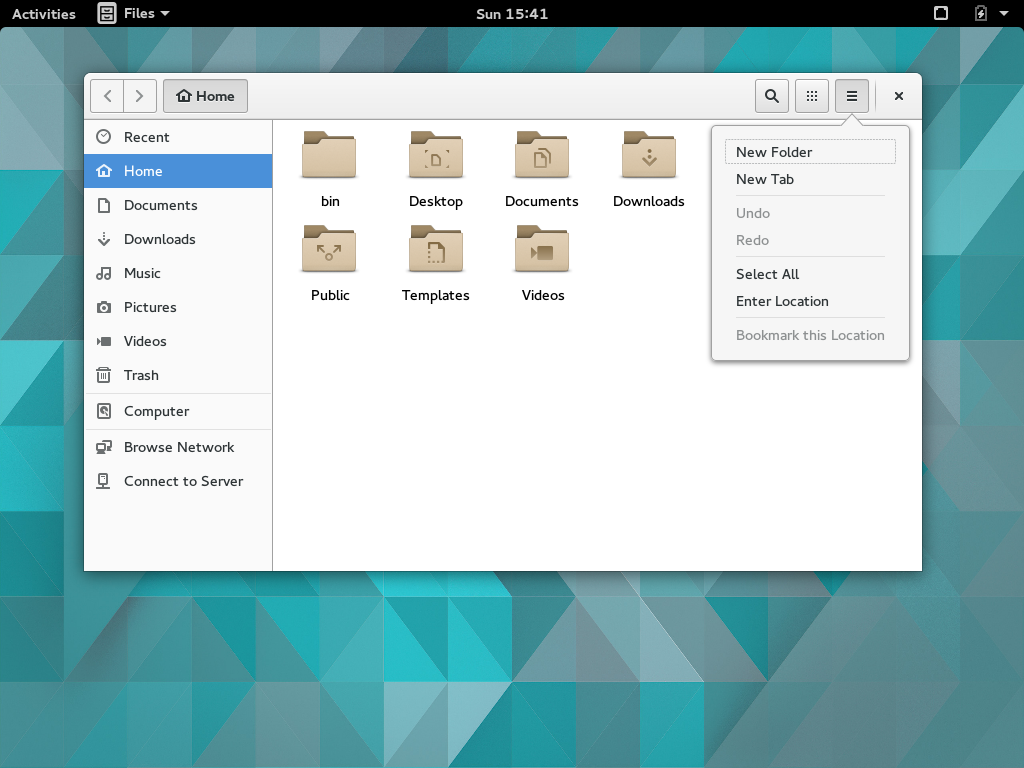 Activities
Files
Sun 15:41
Home
Recent
Home
Documents
Downloads
Music
Pictures
Videos
Trash
Computer
Browse Network
Connect to Server
bin
Desktop
Documents
Downloads
Public
Templates
Videos
New Folder
New Tab
Undo
Redo
Select All
Enter Location
Bookmark this Location